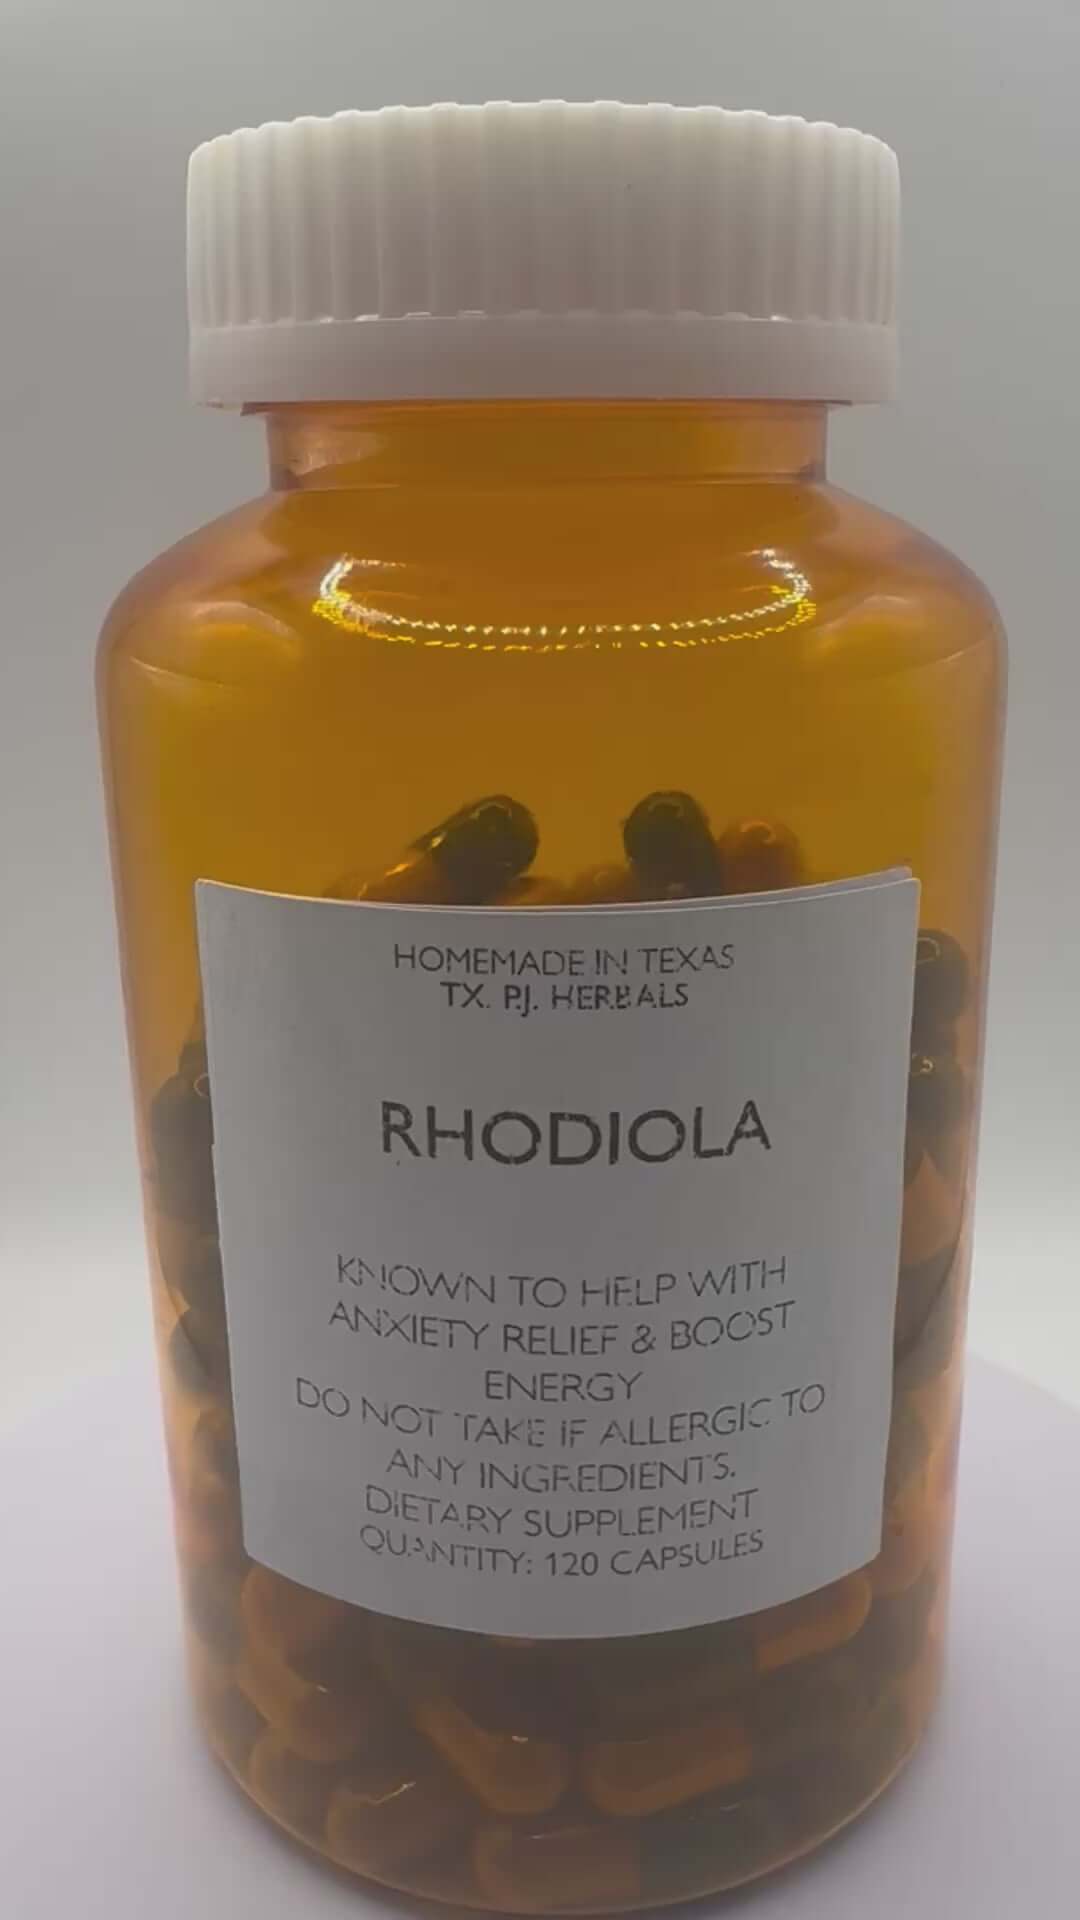 HOMEMADE IN TEXAS
TX. P.J. HERBALS
RHODIOLA
KNOWN TO HELP WITH
ANXIETY RELIEF & BOOST
ENERGY
DO NOT TAKE IF ALLERGIC TO
ANY INGREDIENTS.
DIETARY SUPPLEMENT
QUANTITY: 120 CAPSULES